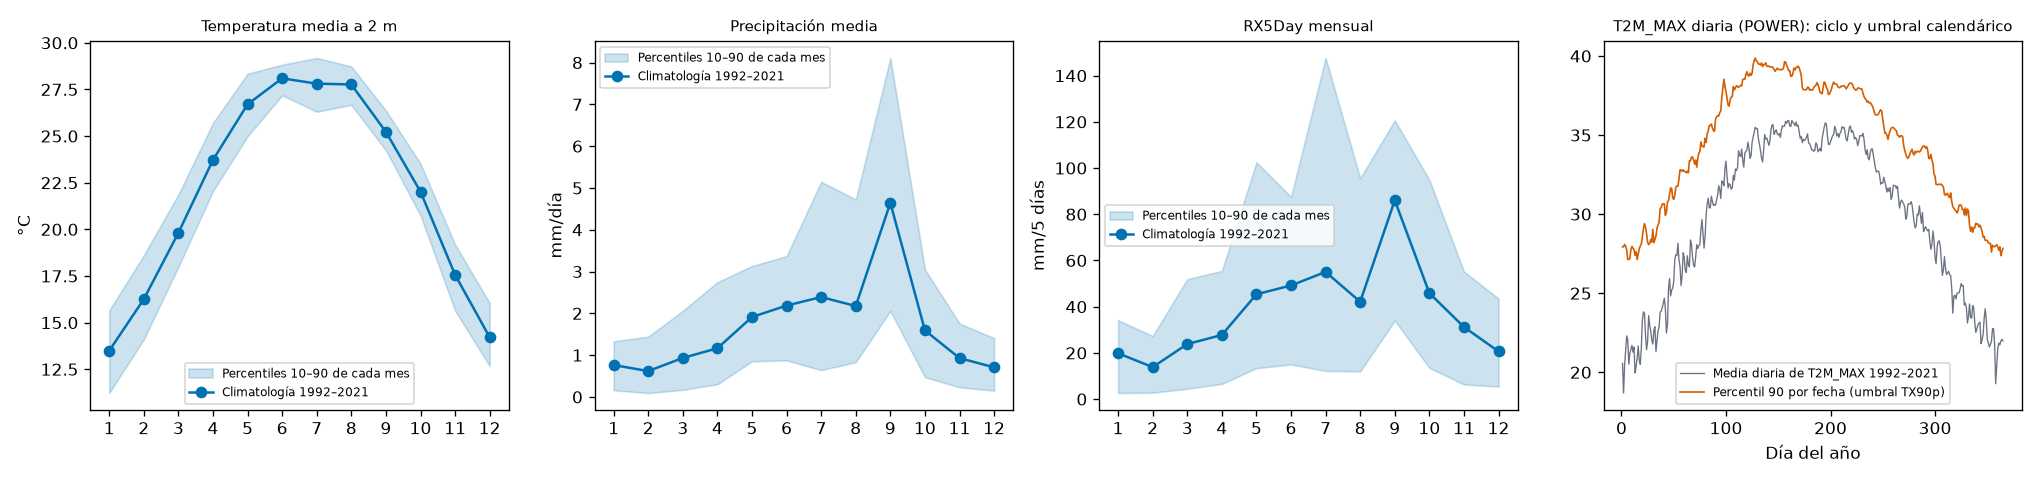 Temperatura media a 2 m
30.0
27.5
25.0
22.5
20.0
17.5
15.0
12.5
°C
Percentiles 10–90 de cada mes
Climatología 1992–2021
1 2 3 4 5 6 7 8 9 10 11 12
Precipitación media
8
7
6
5
4
3
2
1
0
mm/día
Percentiles 10–90 de cada mes
Climatología 1992–2021
1 2 3 4 5 6 7 8 9 10 11 12
RX5Day mensual
140
120
100
80
60
40
20
0
mm/5 días
Percentiles 10–90 de cada mes
Climatología 1992–2021
1 2 3 4 5 6 7 8 9 10 11 12
T2M_MAX diaria (POWER): ciclo y umbral calendárico
40
35
30
25
20
Media diaria de T2M_MAX 1992–2021
Percentil 90 por fecha (umbral TX90p)
0 100 200 300
Día del año